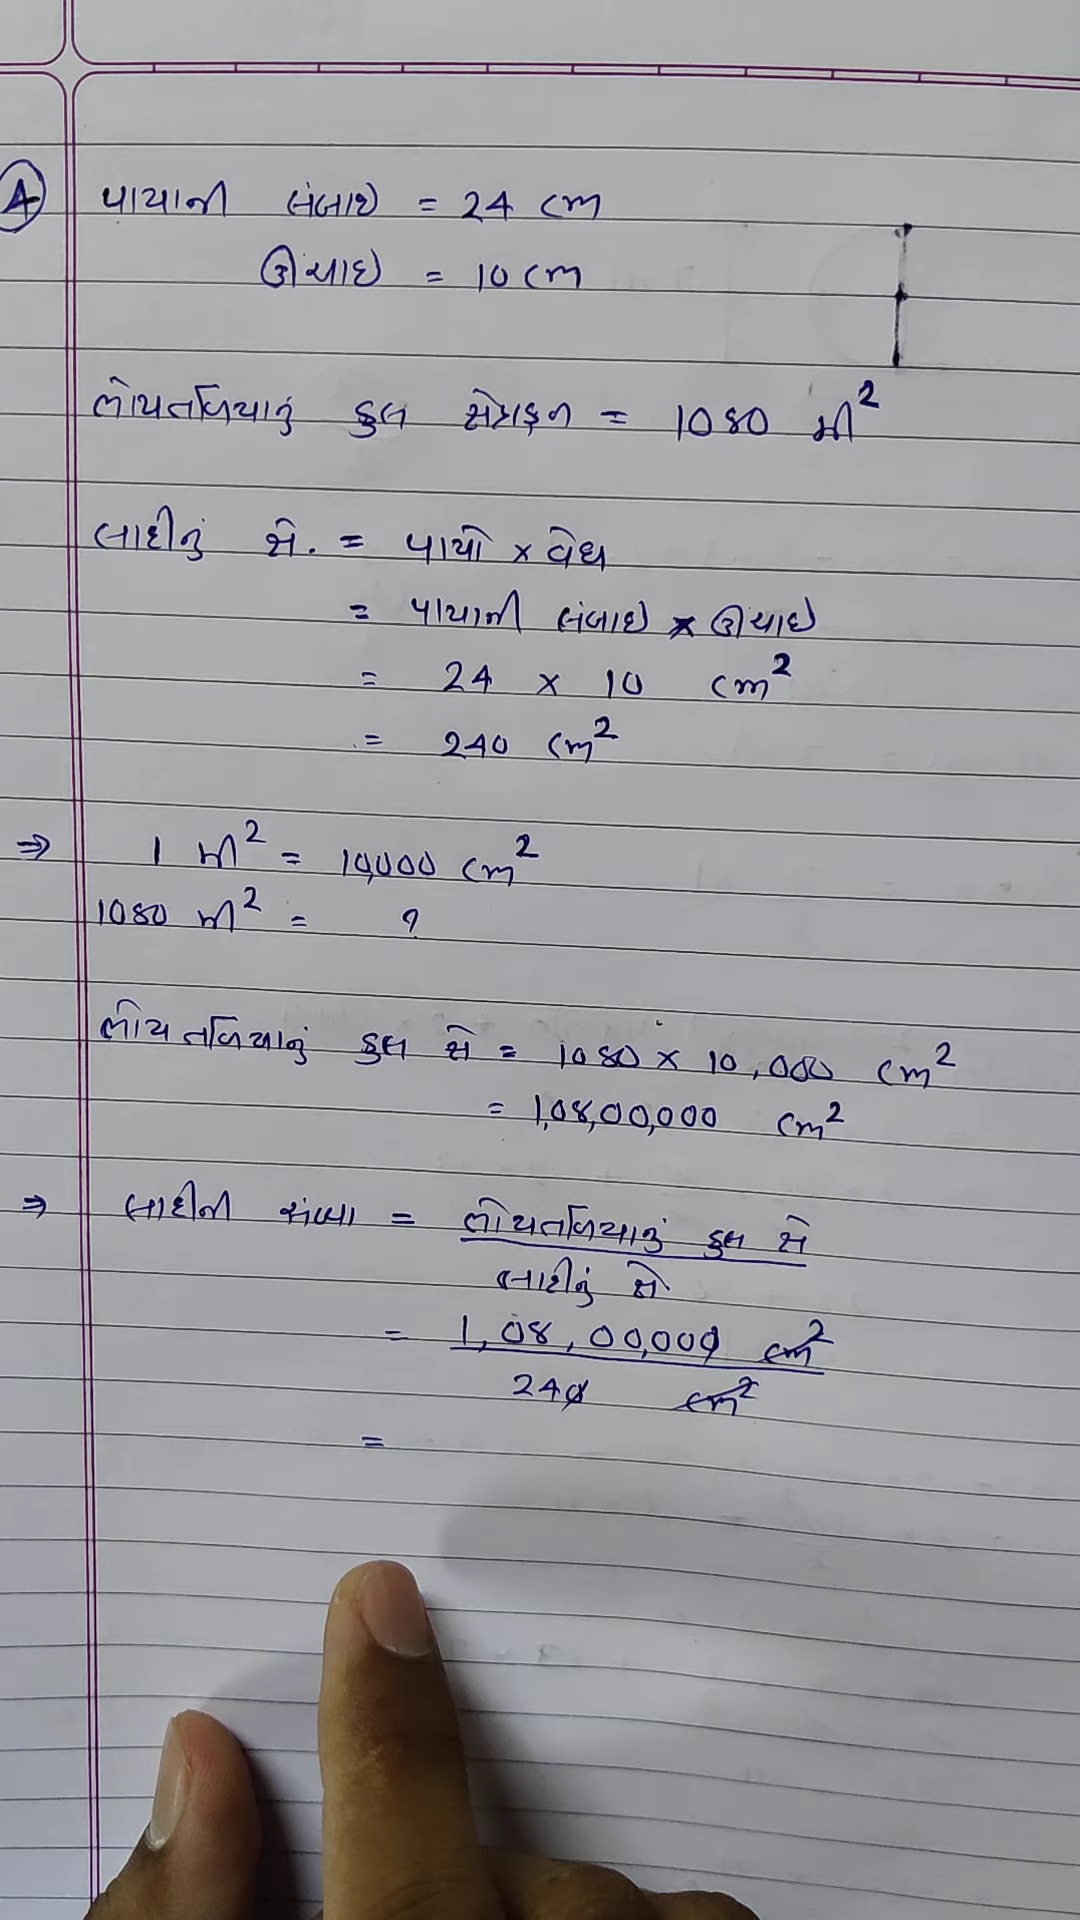 A પાયાની લંબાઇ = 24 cm
ઊંચાઇ = 10 cm
ભોંયતળિયાનું કુલ ક્ષેત્રફળ = 1080 મી²
લાદીનું ક્ષે. = પાયો × વેધ
= પાયાની લંબાઇ × ઊંચાઇ
= 24 × 10 cm²
= 240 cm²
⇒ 1 મી² = 10,000 cm²
1080 મી² = ?
ભોંયતળિયાનું કુલ ક્ષે = 1080 × 10,000 cm²
= 1,08,00,000 cm²
⇒ લાદીની સંખ્યા = ભોંયતળિયાનું કુલ ક્ષે
લાદીનું ક્ષે
= 1,08,00,000 cm²
240 cm²
=